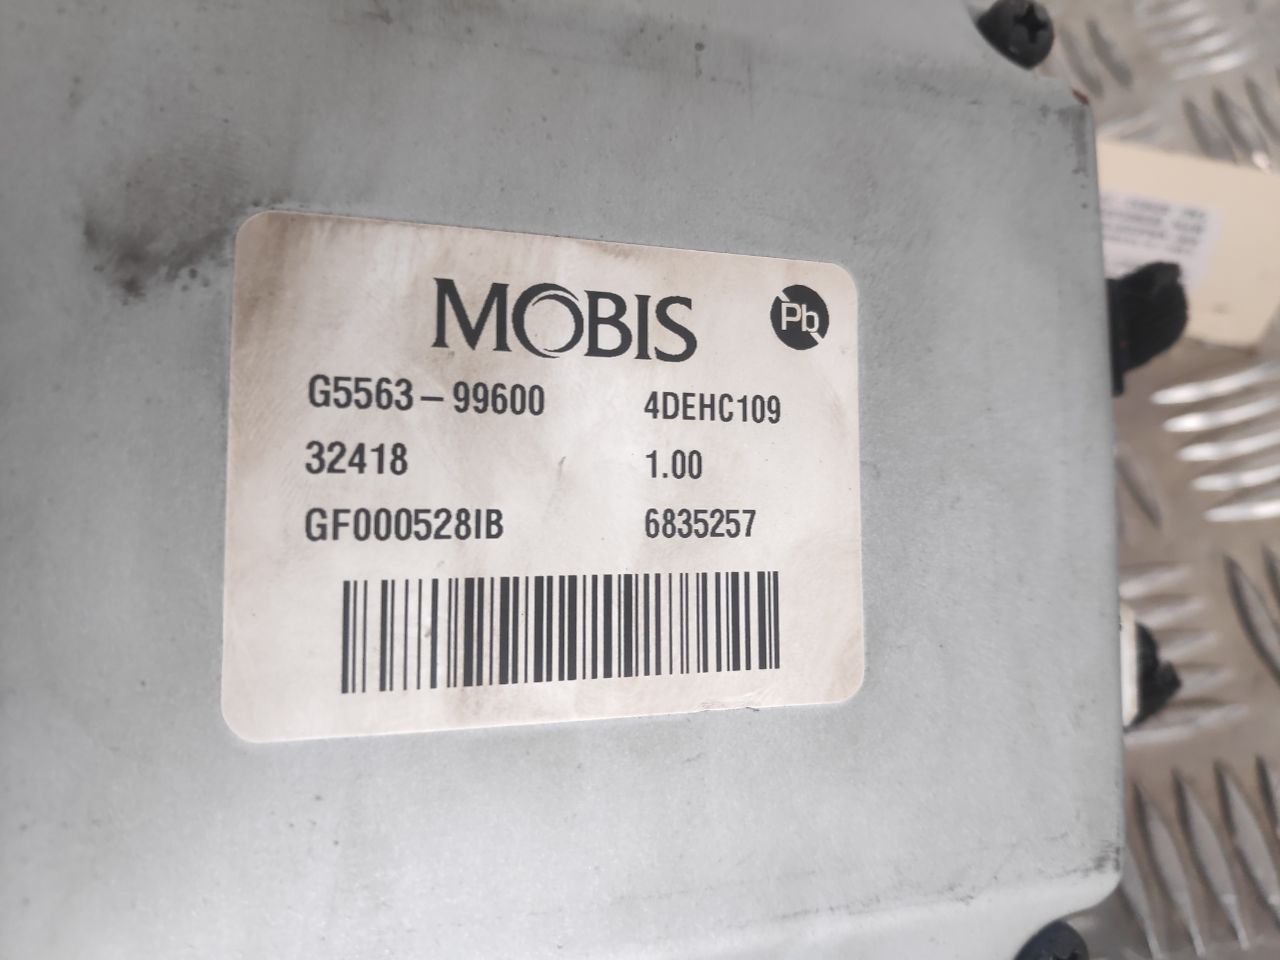 MOBIS
Pb
G5563-99600 4DEHC109
32418 1.00
GF000528IB 6835257